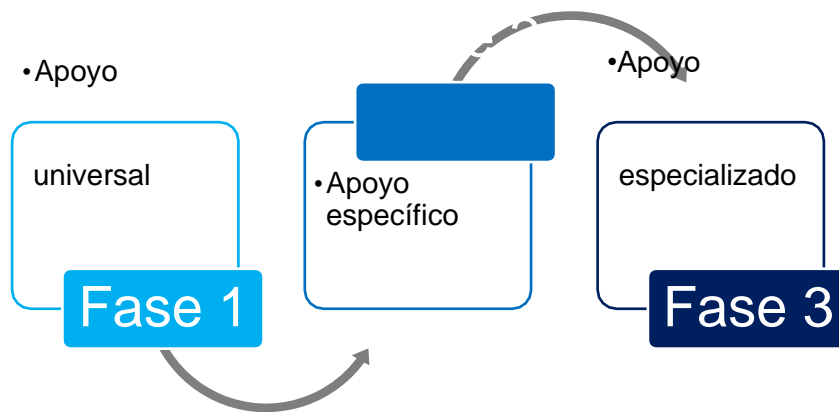 •Apoyo
universal
Fase 1
•Apoyo
específico
•Apoyo
especializado
Fase 3